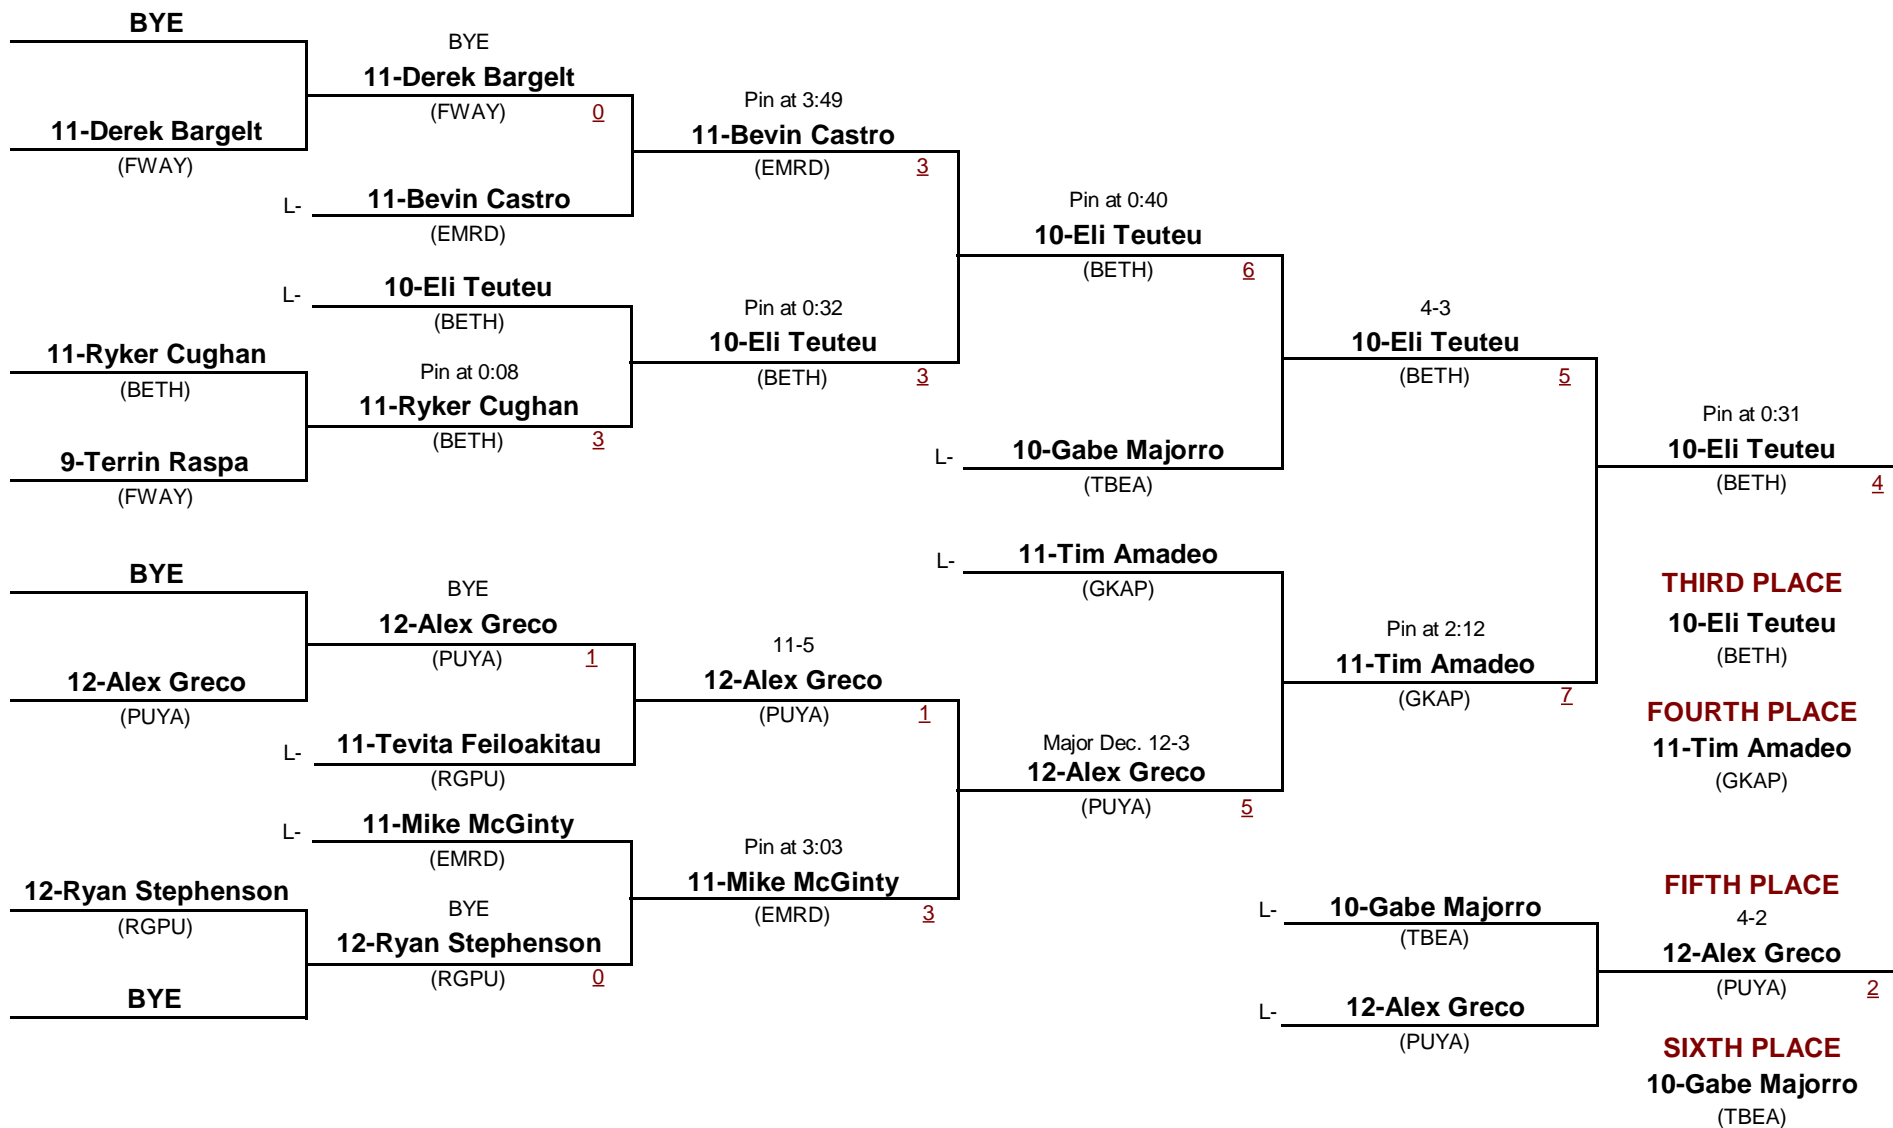 BYE
11-Derek Bargelt
(FWAY)
11-Ryker Cughan
(BETH)
9-Terrin Raspa
(FWAY)
BYE
12-Alex Greco
(PUYA)
12-Ryan Stephenson
(RGPU)
BYE
BYE
11-Derek Bargelt
(FWAY) 0
L- 11-Bevin Castro
(EMRD)
L- 10-Eli Teuteu
(BETH)
Pin at 0:08
11-Ryker Cughan
(BETH) 3
BYE
12-Alex Greco
(PUYA) 1
L- 11-Tevita Feiloakitau
(RGPU)
L- 11-Mike McGinty
(EMRD)
BYE
12-Ryan Stephenson
(RGPU) 0
Pin at 3:49
11-Bevin Castro
(EMRD) 3
Pin at 0:32
10-Eli Teuteu
(BETH) 3
11-5
12-Alex Greco
(PUYA) 1
Pin at 3:03
11-Mike McGinty
(EMRD) 3
Pin at 0:40
10-Eli Teuteu
(BETH) 6
L- 10-Gabe Majorro
(TBEA)
L- 11-Tim Amadeo
(GKAP)
Major Dec. 12-3
12-Alex Greco
(PUYA) 5
4-3
10-Eli Teuteu
(BETH) 5
Pin at 2:12
11-Tim Amadeo
(GKAP) 7
L- 10-Gabe Majorro
(TBEA)
L- 12-Alex Greco
(PUYA)
Pin at 0:31
10-Eli Teuteu
(BETH) 4
THIRD PLACE
10-Eli Teuteu
(BETH)
FOURTH PLACE
11-Tim Amadeo
(GKAP)
FIFTH PLACE
4-2
12-Alex Greco
(PUYA) 2
SIXTH PLACE
10-Gabe Majorro
(TBEA)